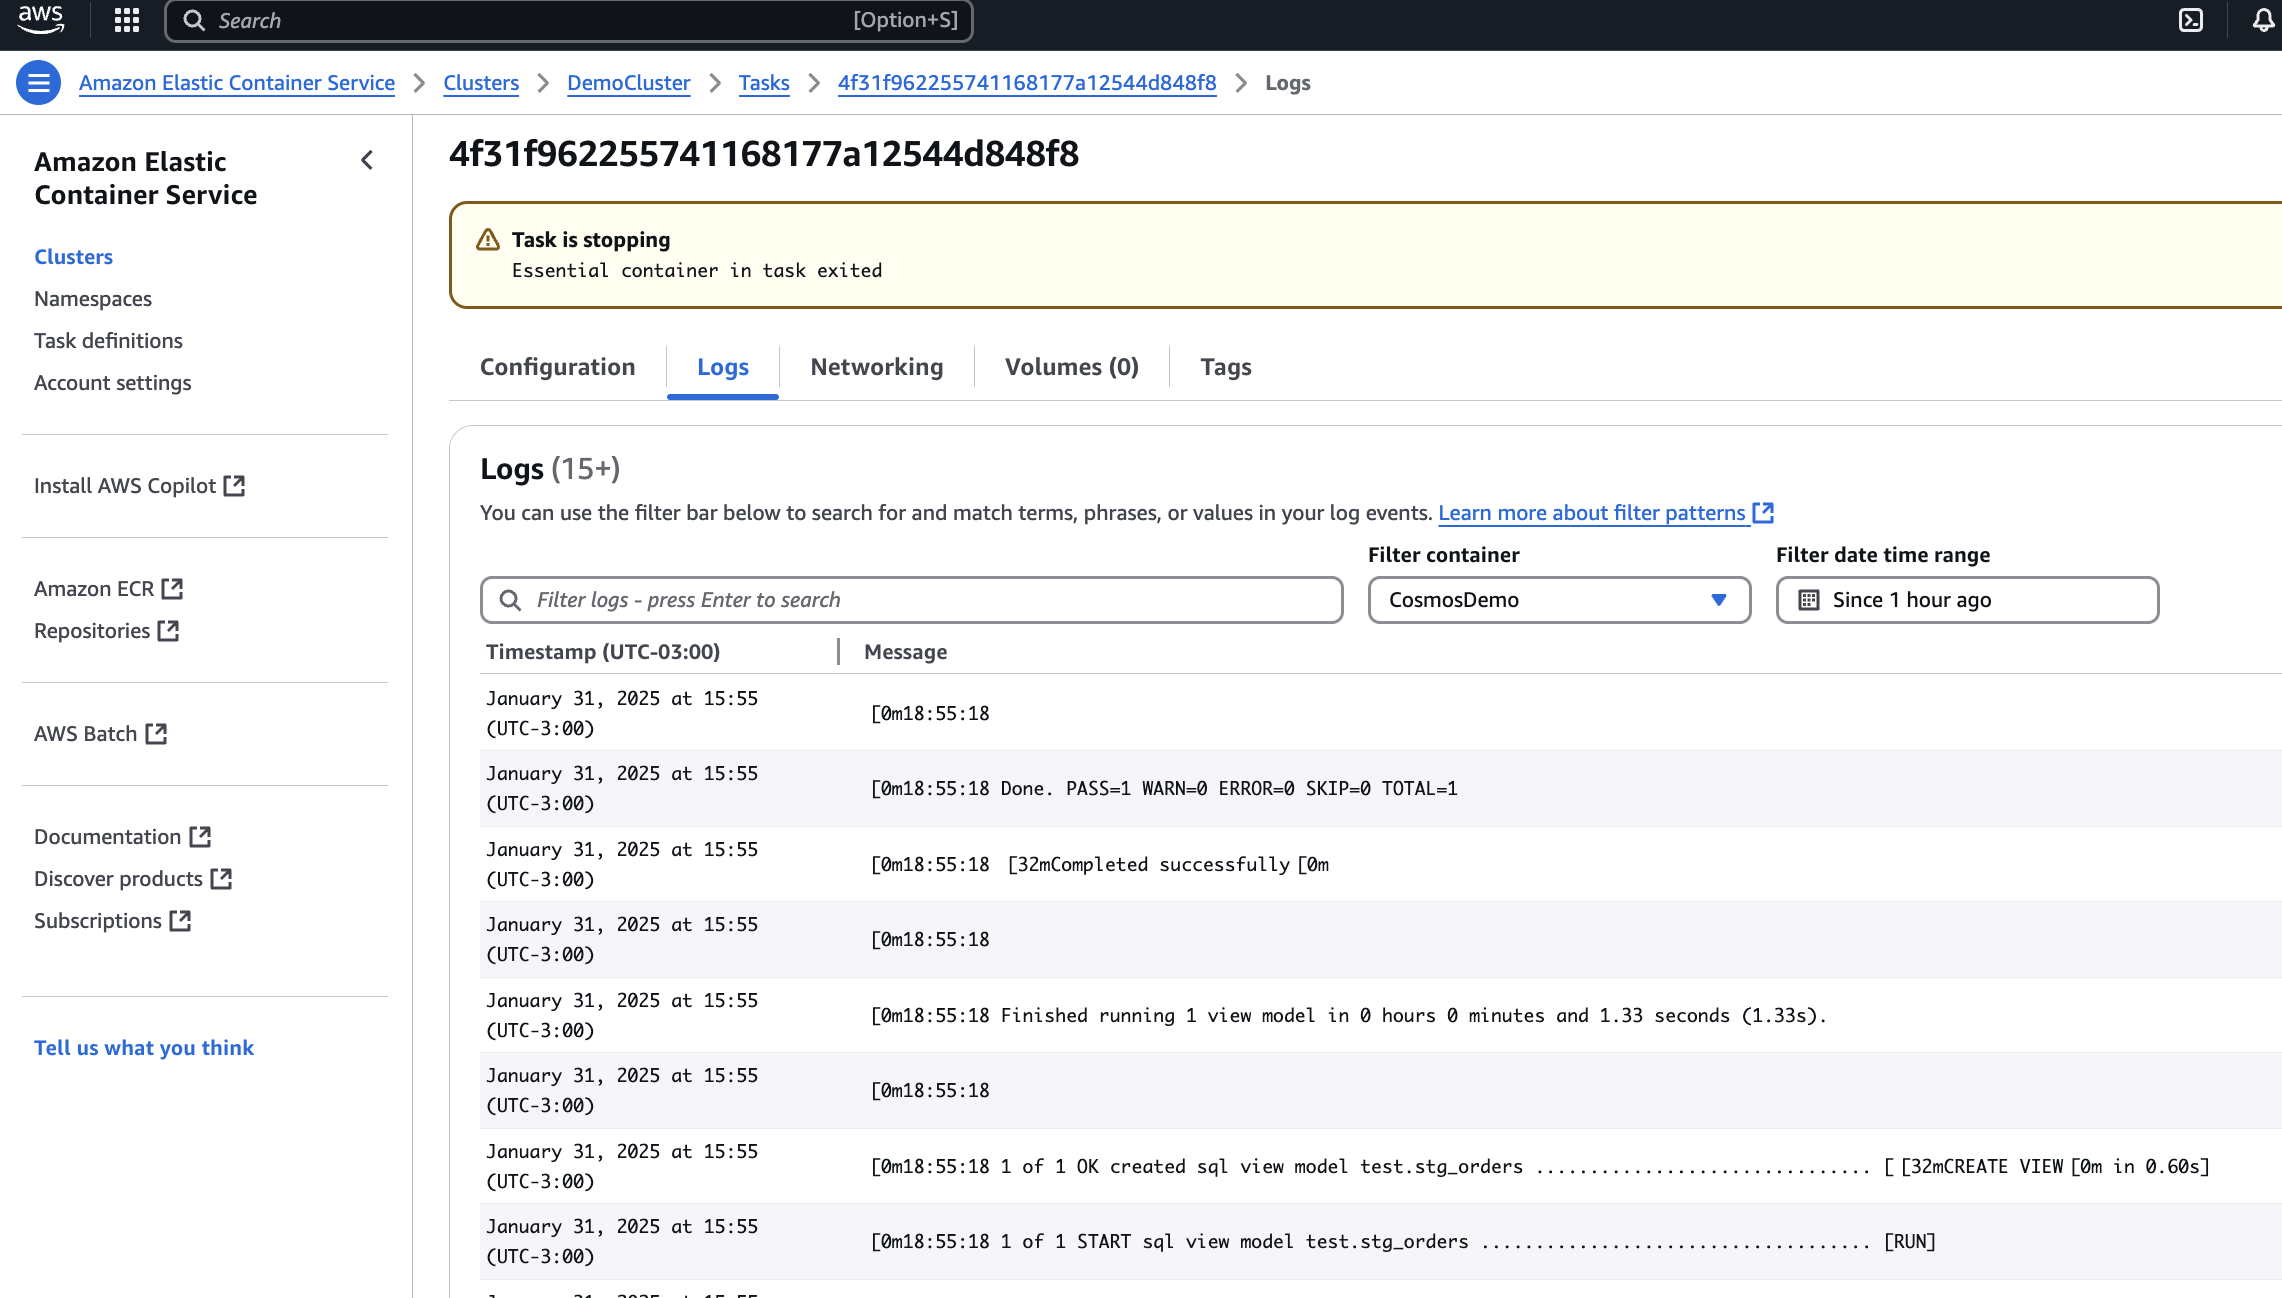 aws
Search
[Option+S]
Amazon Elastic Container Service
Clusters
DemoCluster
Tasks
4f31f962255741168177a12544d848f8
Logs
Amazon Elastic
Container Service
Clusters
Namespaces
Task definitions
Account settings
Install AWS Copilot
Amazon ECR
Repositories
AWS Batch
Documentation
Discover products
Subscriptions
Tell us what you think
4f31f962255741168177a12544d848f8
Task is stopping
Essential container in task exited
Configuration
Logs
Networking
Volumes (0)
Tags
Logs (15+)
You can use the filter bar below to search for and match terms, phrases, or values in your log events. Learn more about filter patterns
Filter container
Filter date time range
Filter logs - press Enter to search
CosmosDemo
Since 1 hour ago
Timestamp (UTC-03:00)
Message
January 31, 2025 at 15:55
(UTC-3:00)
[0m18:55:18
January 31, 2025 at 15:55
(UTC-3:00)
[0m18:55:18 Done. PASS=1 WARN=0 ERROR=0 SKIP=0 TOTAL=1
January 31, 2025 at 15:55
(UTC-3:00)
[0m18:55:18 [32mCompleted successfully[0m
January 31, 2025 at 15:55
(UTC-3:00)
[0m18:55:18
January 31, 2025 at 15:55
(UTC-3:00)
[0m18:55:18 Finished running 1 view model in 0 hours 0 minutes and 1.33 seconds (1.33s).
January 31, 2025 at 15:55
(UTC-3:00)
[0m18:55:18
January 31, 2025 at 15:55
(UTC-3:00)
[0m18:55:18 1 of 1 OK created sql view model test.stg_orders ............................... [ [32mCREATE VIEW[0m in 0.60s]
January 31, 2025 at 15:55
(UTC-3:00)
[0m18:55:18 1 of 1 START sql view model test.stg_orders .................................... [RUN]